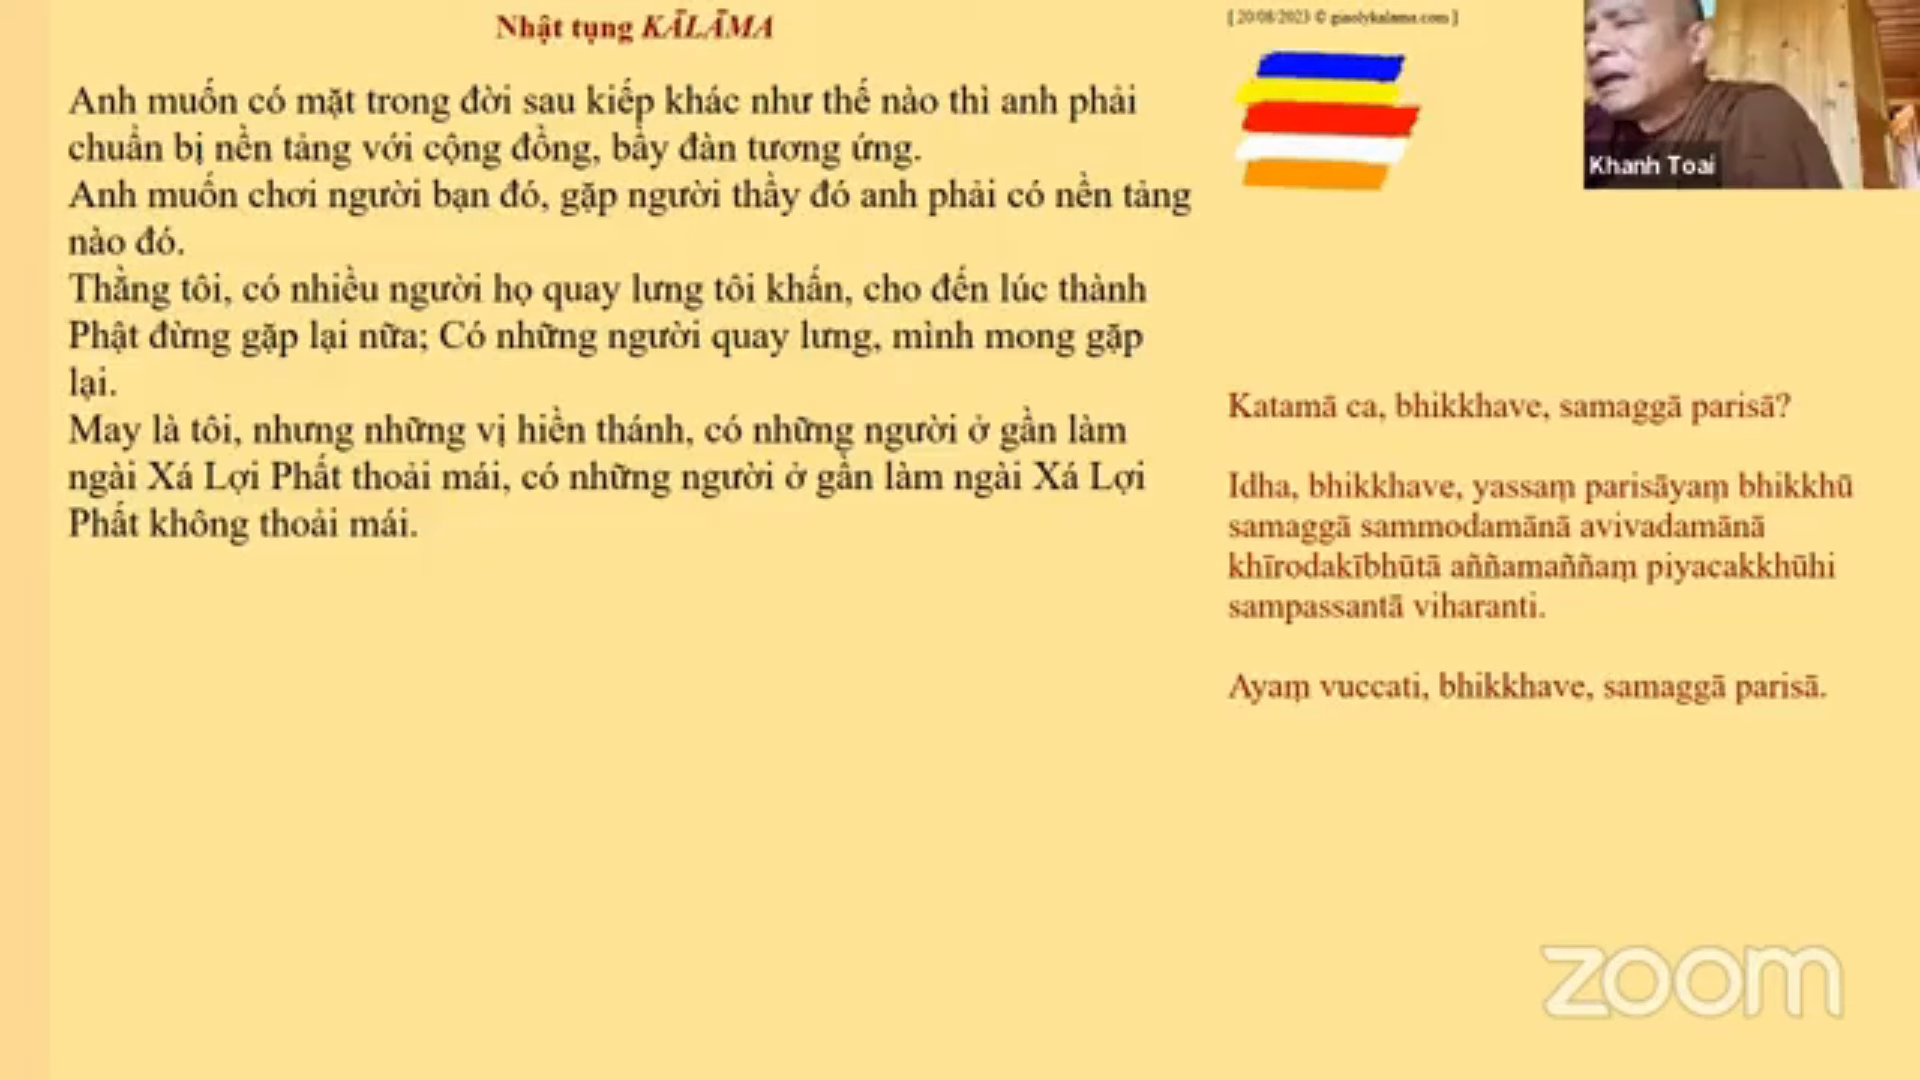 Nhật tụng KĀLĀMA
[ 20/08/2023 © giaolykalama.com ]
Anh muốn có mặt trong đời sau kiếp khác như thế nào thì anh phải
chuẩn bị nền tảng với cộng đồng, bầy đàn tương ứng.
Anh muốn chơi người bạn đó, gặp người thầy đó anh phải có nền tảng
nào đó.
Thằng tôi, có nhiều người họ quay lưng tôi khấn, cho đến lúc thành
Phật đừng gặp lại nữa; Có những người quay lưng, mình mong gặp
lại.
May là tôi, nhưng những vị hiền thánh, có những người ở gần làm
ngài Xá Lợi Phất thoải mái, có những người ở gần làm ngài Xá Lợi
Phất không thoải mái.
Khanh Toai
Katamā ca, bhikkhave, samaggā parisā?
Idha, bhikkhave, yassaṃ parisāyaṃ bhikkhū
samaggā sammodamānā avivadamānā
khīrodakībhūtā aññamaññaṃ piyacakkhūhi
sampassantā viharanti.
Ayaṃ vuccati, bhikkhave, samaggā parisā.
zoom